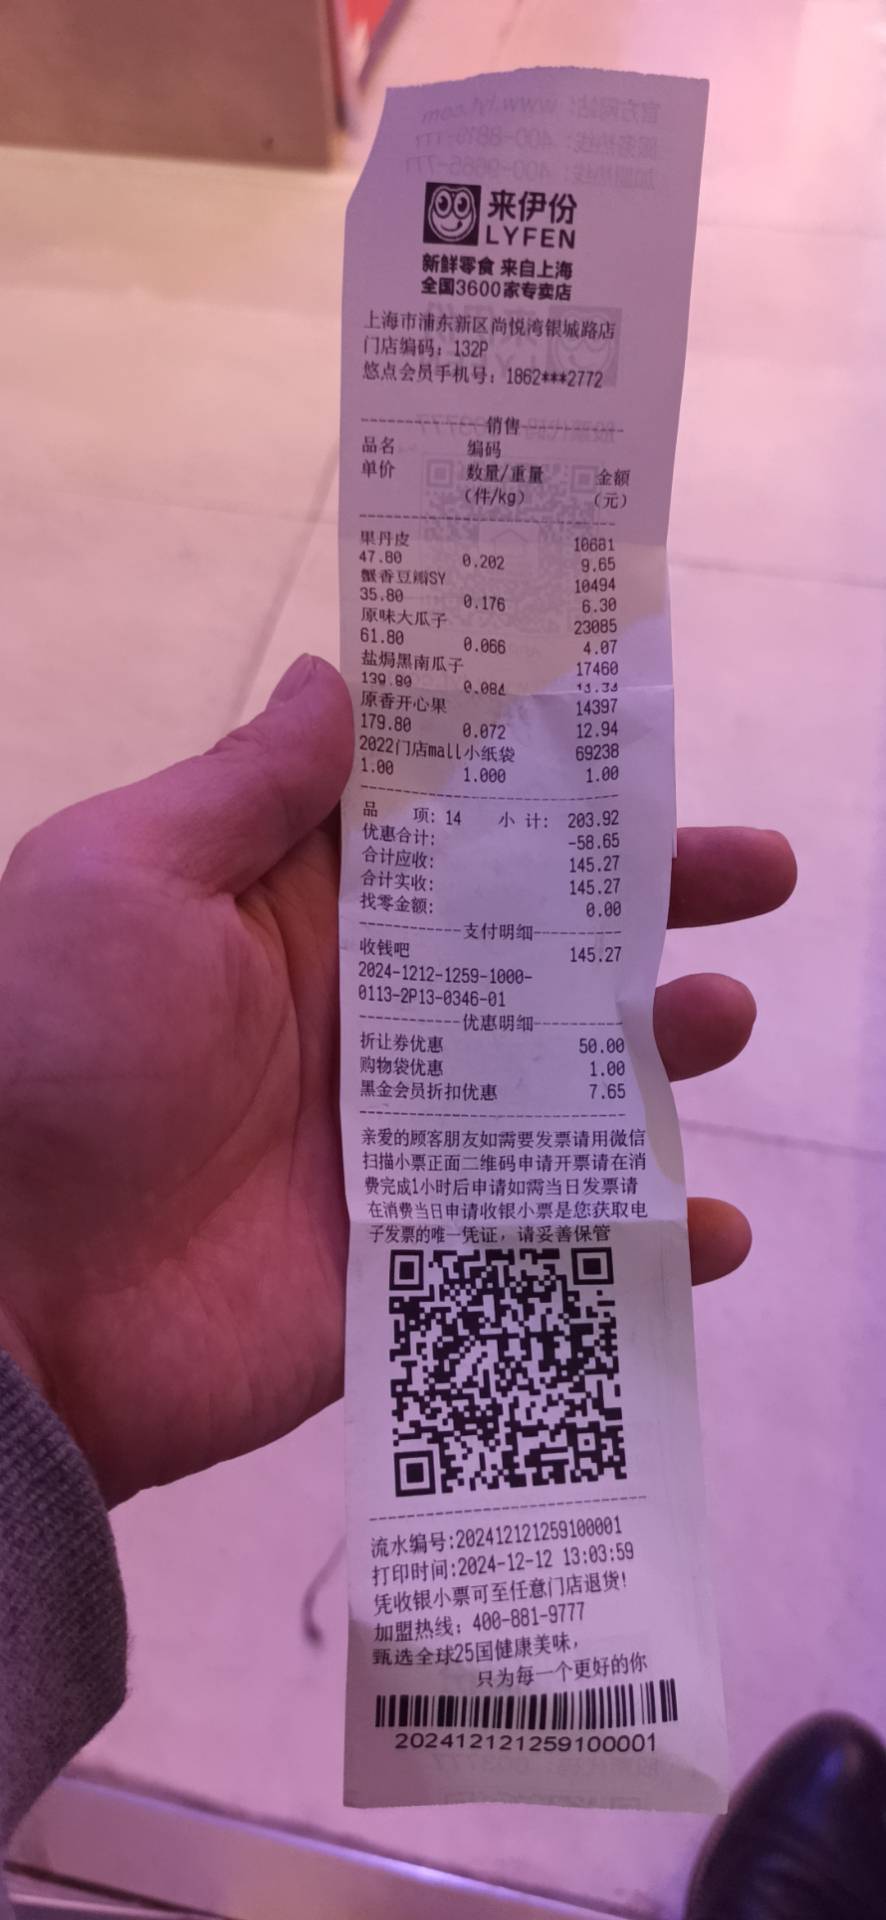 来伊份
LYFEN
新鲜零食 来自上海
全国3600家专卖店
上海市浦东新区尚悦湾银城路店
门店编码：132P
悠点会员手机号：1862***2772
销售
品名 编码
单价 数量/重量 金额
（件/kg） （元）
果丹皮 10681
47.80 0.202 9.65
蟹香豆瓣SY 10494
35.80 0.176 6.30
原味大瓜子 23085
61.80 0.066 4.07
盐焗黑南瓜子 17460
139.80 0.084
原香开心果 14397
179.80 0.072 12.94
2022门店mall小纸袋 69238
1.00 1.000 1.00
品 项: 14 小 计: 203.92
优惠合计: -58.65
合计应收: 145.27
合计实收: 145.27
找零金额: 0.00
支付明细
收钱吧 145.27
2024-1212-1259-1000-
0113-2P13-0346-01
优惠明细
折让券优惠 50.00
购物袋优惠 1.00
黑金会员折扣优惠 7.65
亲爱的顾客朋友如需要发票请用微信
扫描小票正面二维码申请开票请在消
费完成1小时后申请如需当日发票请
在消费当日申请收银小票是您获取电
子发票的唯一凭证，请妥善保管
流水编号:202412121259100001
打印时间:2024-12-12 13:03:59
凭收银小票可至任意门店退货!
加盟热线：400-881-9777
甄选全球25国健康美味，
只为每一个更好的你
202412121259100001